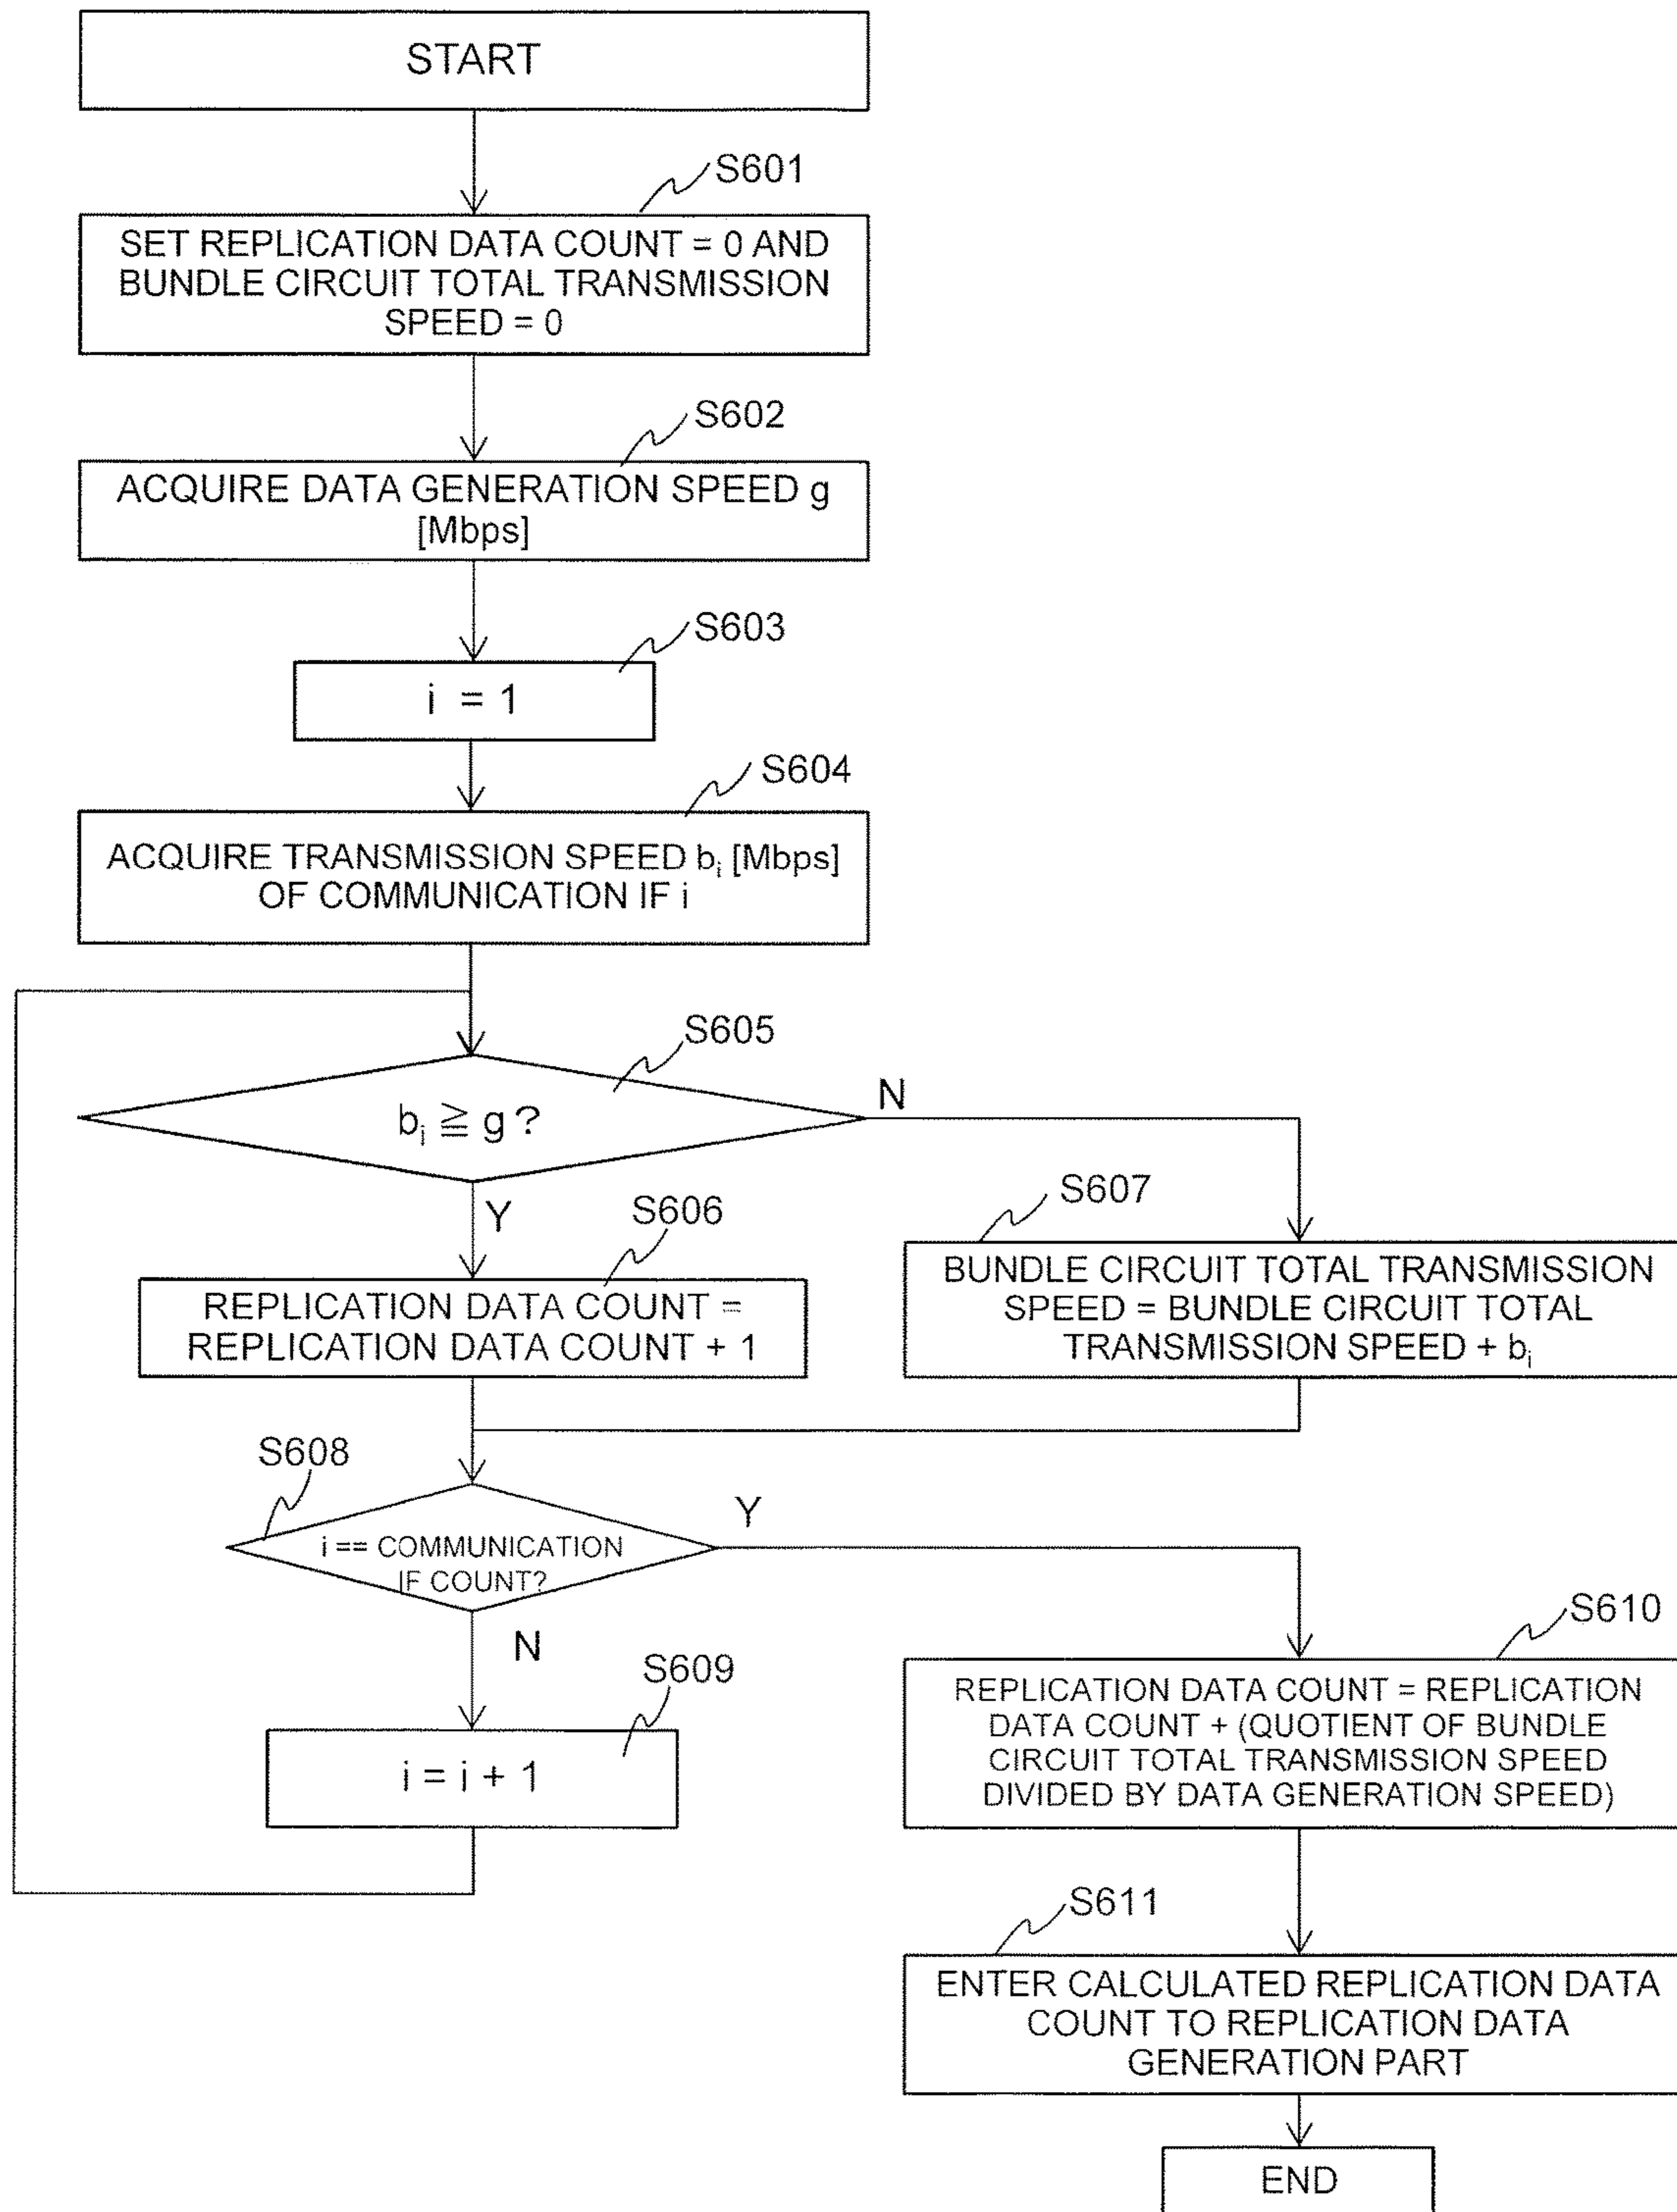 START
S601
SET REPLICATION DATA COUNT = 0 AND
BUNDLE CIRCUIT TOTAL TRANSMISSION
SPEED = 0
S602
ACQUIRE DATA GENERATION SPEED g
[Mbps]
S603
i = 1
S604
ACQUIRE TRANSMISSION SPEED bᵢ [Mbps]
OF COMMUNICATION IF i
S605
bᵢ ≧ g ?
N
Y
S606
REPLICATION DATA COUNT =
REPLICATION DATA COUNT + 1
S607
BUNDLE CIRCUIT TOTAL TRANSMISSION
SPEED = BUNDLE CIRCUIT TOTAL
TRANSMISSION SPEED + bᵢ
S608
i == COMMUNICATION
IF COUNT?
Y
N
S609
i = i + 1
S610
REPLICATION DATA COUNT = REPLICATION
DATA COUNT + (QUOTIENT OF BUNDLE
CIRCUIT TOTAL TRANSMISSION SPEED
DIVIDED BY DATA GENERATION SPEED)
S611
ENTER CALCULATED REPLICATION DATA
COUNT TO REPLICATION DATA
GENERATION PART
END